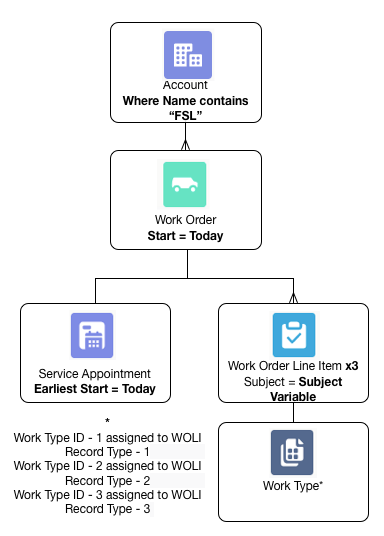 Account
Where Name contains
“FSL”
Work Order
Start = Today
Service Appointment
Earliest Start = Today
Work Order Line Item x3
Subject = Subject
Variable
*
Work Type ID - 1 assigned to WOLI
Record Type - 1
Work Type ID - 2 assigned to WOLI
Record Type - 2
Work Type ID - 3 assigned to WOLI
Record Type - 3
Work Type*